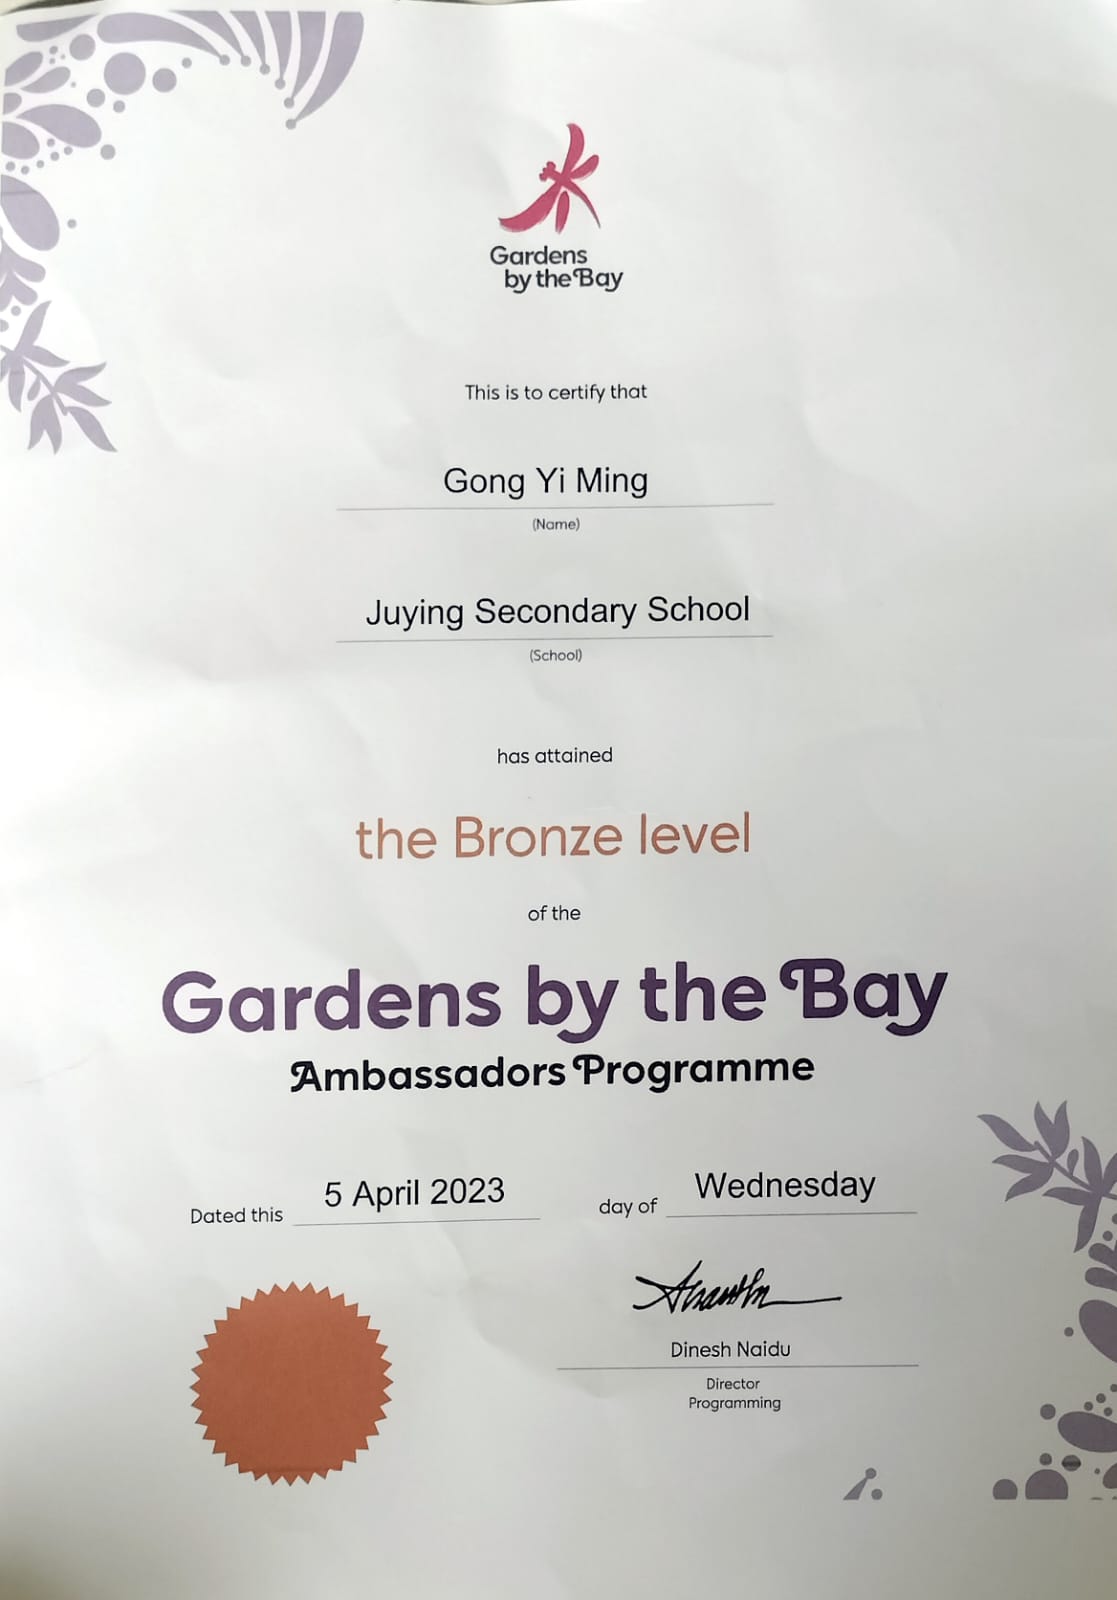 Gardens
by the Bay
This is to certify that
Gong Yi Ming
(Name)
Juying Secondary School
(School)
has attained
the Bronze level
of the
Gardens by the Bay
Ambassadors Programme
Dated this 5 April 2023 day of Wednesday
Dinesh Naidu
Director
Programming